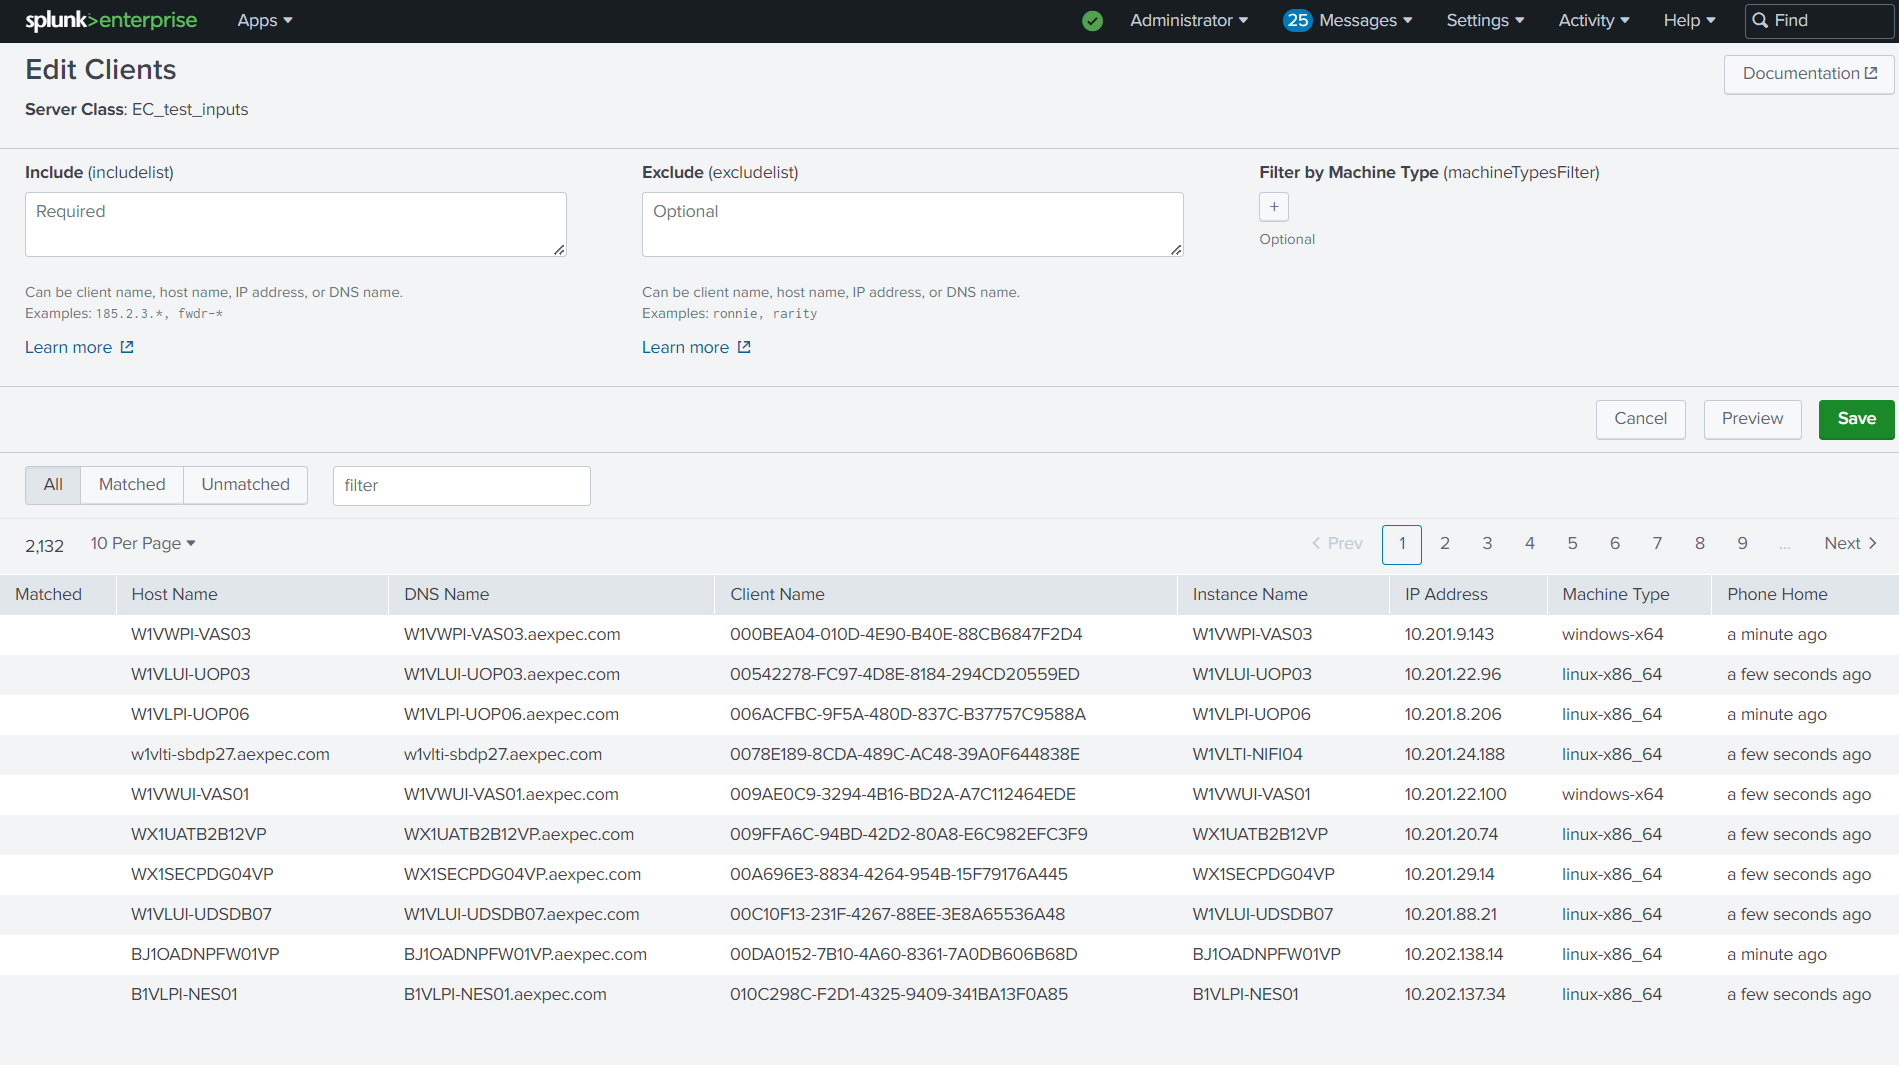 splunk>enterprise Apps Administrator 25 Messages Settings Activity Help Find
Edit Clients
Documentation
Server Class: EC_test_inputs
Include (includelist)
Required
Can be client name, host name, IP address, or DNS name.
Examples: 185.2.3.*, fwdr-*
Learn more
Exclude (excludelist)
Optional
Can be client name, host name, IP address, or DNS name.
Examples: ronnie, rarity
Learn more
Filter by Machine Type (machineTypesFilter)
+
Optional
Cancel Preview Save
All Matched Unmatched filter
2,132 10 Per Page < Prev 1 2 3 4 5 6 7 8 9 ... Next >
Matched Host Name DNS Name Client Name Instance Name IP Address Machine Type Phone Home
W1VWPI-VAS03 W1VWPI-VAS03.aexpec.com 000BEA04-010D-4E90-B40E-88CB6847F2D4 W1VWPI-VAS03 10.201.9.143 windows-x64 a minute ago
W1VLUI-UOP03 W1VLUI-UOP03.aexpec.com 00542278-FC97-4D8E-8184-294CD20559ED W1VLUI-UOP03 10.201.22.96 linux-x86_64 a few seconds ago
W1VLPI-UOP06 W1VLPI-UOP06.aexpec.com 006ACFBC-9F5A-480D-837C-B37757C9588A W1VLPI-UOP06 10.201.8.206 linux-x86_64 a minute ago
w1vlti-sbdp27.aexpec.com w1vlti-sbdp27.aexpec.com 0078E189-8CDA-489C-AC48-39A0F644838E W1VLTI-NIFI04 10.201.24.188 linux-x86_64 a few seconds ago
W1VWUI-VAS01 W1VWUI-VAS01.aexpec.com 009AE0C9-3294-4B16-BD2A-A7C112464EDE W1VWUI-VAS01 10.201.22.100 windows-x64 a few seconds ago
WX1UATB2B12VP WX1UATB2B12VP.aexpec.com 009FFA6C-94BD-42D2-80A8-E6C982EFC3F9 WX1UATB2B12VP 10.201.20.74 linux-x86_64 a few seconds ago
WX1SECPDG04VP WX1SECPDG04VP.aexpec.com 00A696E3-8834-4264-954B-15F79176A445 WX1SECPDG04VP 10.201.29.14 linux-x86_64 a few seconds ago
W1VLUI-UDSDB07 W1VLUI-UDSDB07.aexpec.com 00C10F13-231F-4267-88EE-3E8A65536A48 W1VLUI-UDSDB07 10.201.88.21 linux-x86_64 a few seconds ago
BJ1OADNPFW01VP BJ1OADNPFW01VP.aexpec.com 00DA0152-7B10-4A60-8361-7A0DB606B68D BJ1OADNPFW01VP 10.202.138.14 linux-x86_64 a minute ago
B1VLPI-NES01 B1VLPI-NES01.aexpec.com 010C298C-F2D1-4325-9409-341BA13F0A85 B1VLPI-NES01 10.202.137.34 linux-x86_64 a few seconds ago